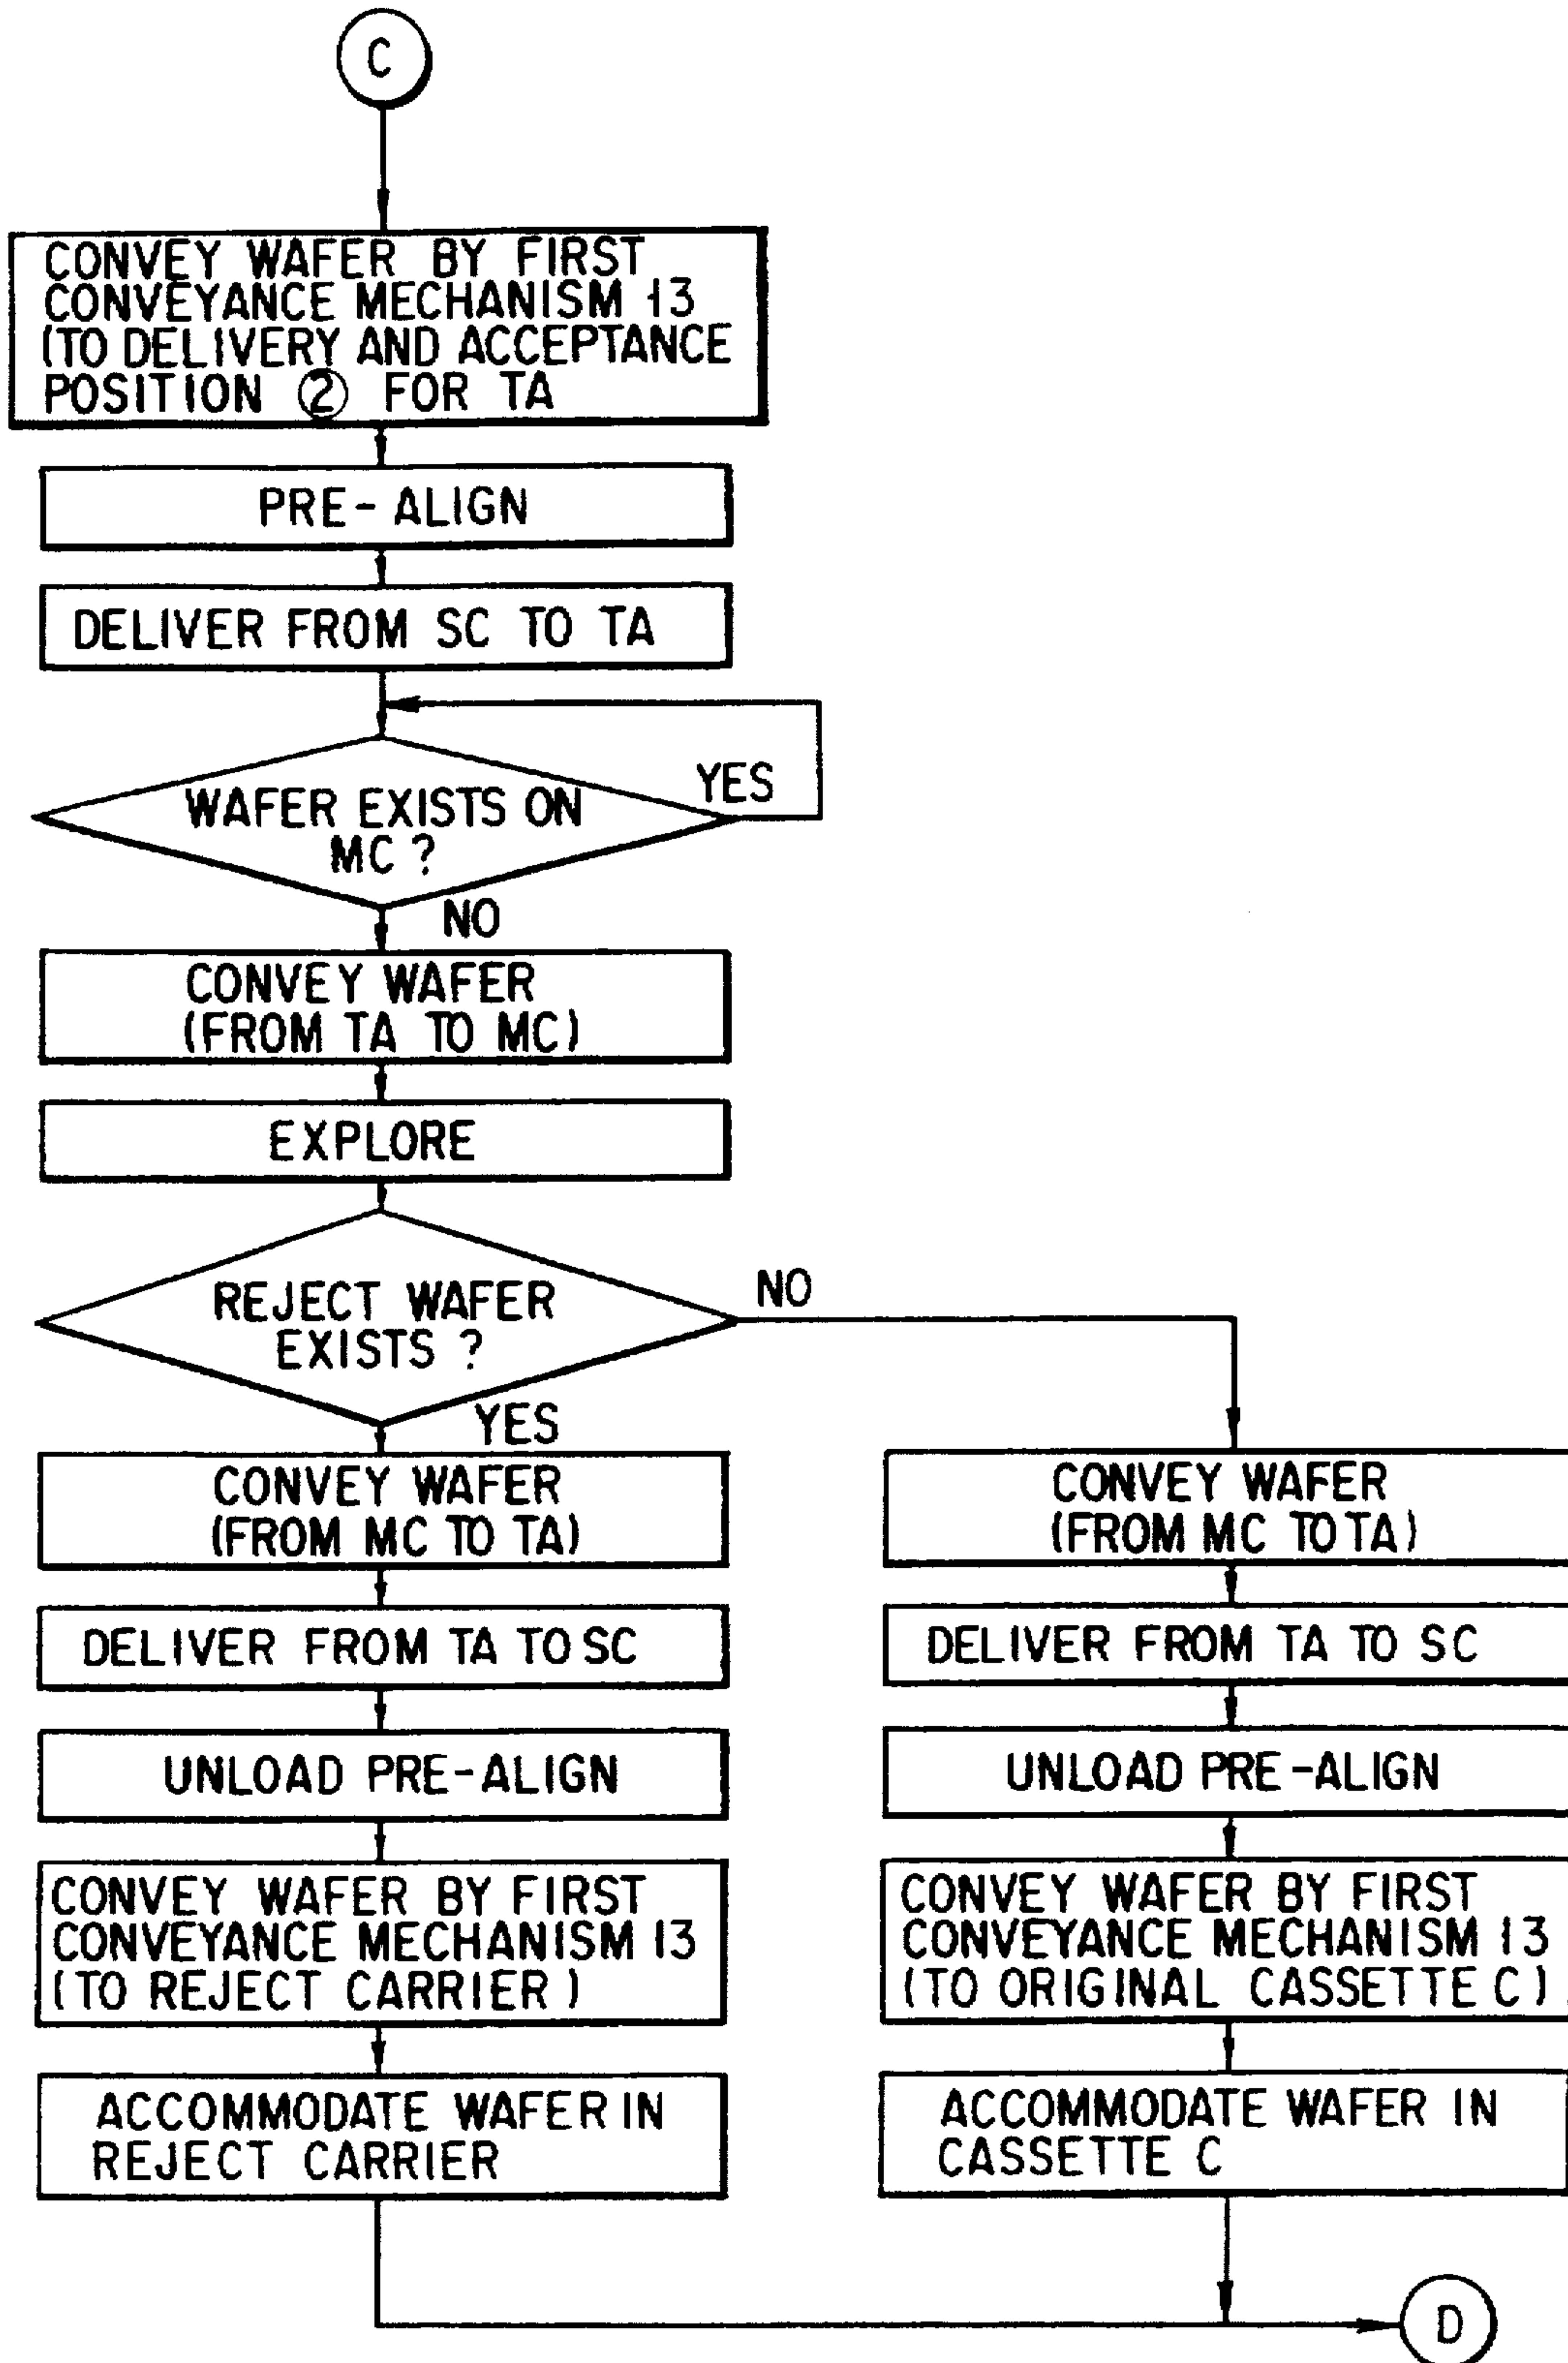 C
CONVEY WAFER BY FIRST
CONVEYANCE MECHANISM 13
(TO DELIVERY AND ACCEPTANCE
POSITION ② FOR TA
PRE-ALIGN
DELIVER FROM SC TO TA
WAFER EXISTS ON
MC ?
YES
NO
CONVEY WAFER
(FROM TA TO MC)
EXPLORE
REJECT WAFER
EXISTS ?
NO
YES
CONVEY WAFER
(FROM MC TO TA)
DELIVER FROM TA TO SC
UNLOAD PRE-ALIGN
CONVEY WAFER BY FIRST
CONVEYANCE MECHANISM 13
(TO REJECT CARRIER)
ACCOMMODATE WAFER IN
REJECT CARRIER
CONVEY WAFER
(FROM MC TO TA)
DELIVER FROM TA TO SC
UNLOAD PRE-ALIGN
CONVEY WAFER BY FIRST
CONVEYANCE MECHANISM 13
(TO ORIGINAL CASSETTE C)
ACCOMMODATE WAFER IN
CASSETTE C
D